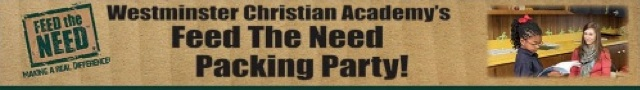 FEED the
NEED
MAKING A REAL DIFFERENCE!
Westminster Christian Academy's
Feed The Need
Packing Party!